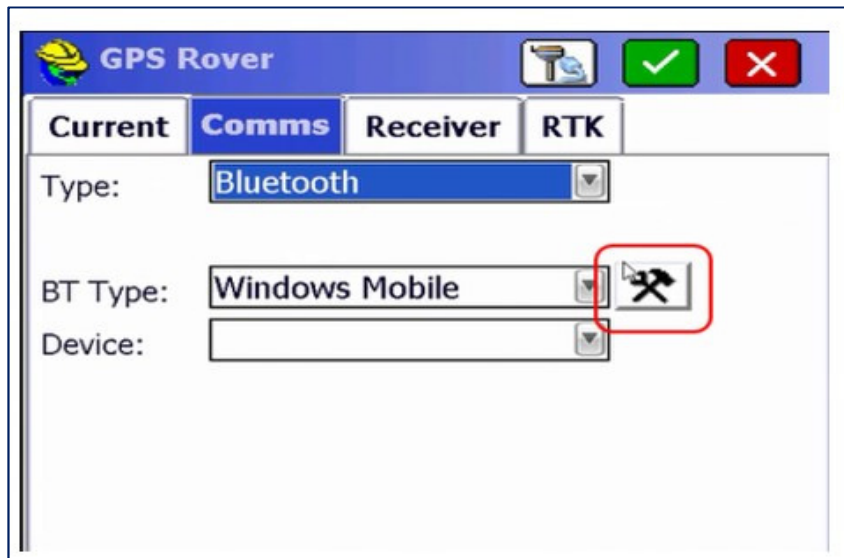 GPS Rover
Current Comms Receiver RTK
Type: Bluetooth
BT Type: Windows Mobile
Device: